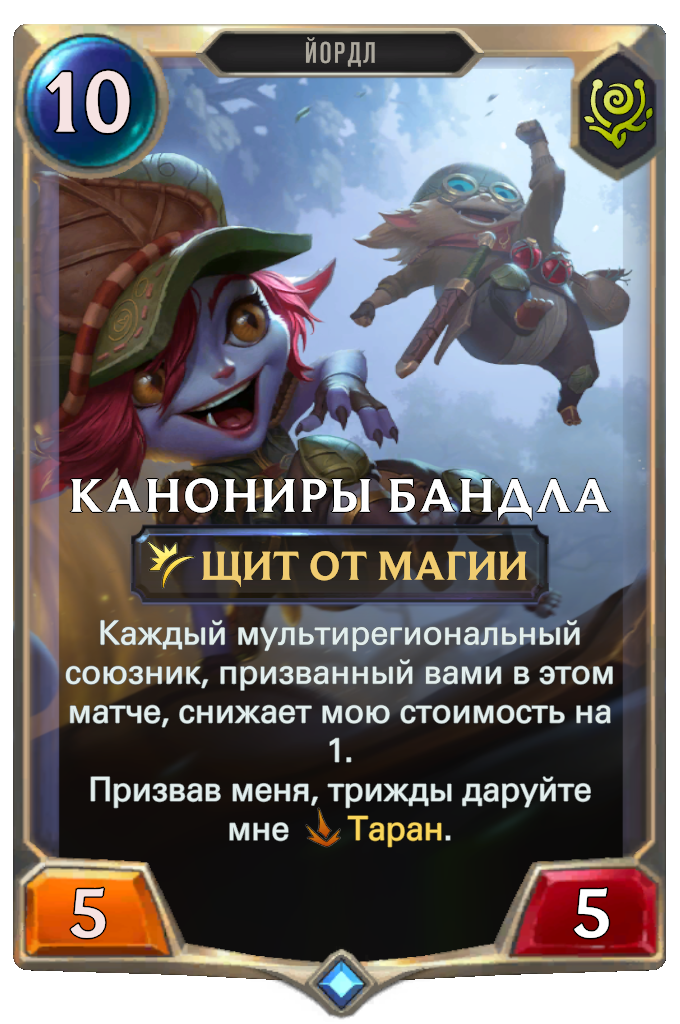 ЙОРДЛ
10
КАНОНИРЫ БАНДЛА
ЩИТ ОТ МАГИИ
Каждый мультирегиональный
союзник, призванный вами в этом
матче, снижает мою стоимость на
1.
Призвав меня, трижды даруйте
мне Таран.
5
5